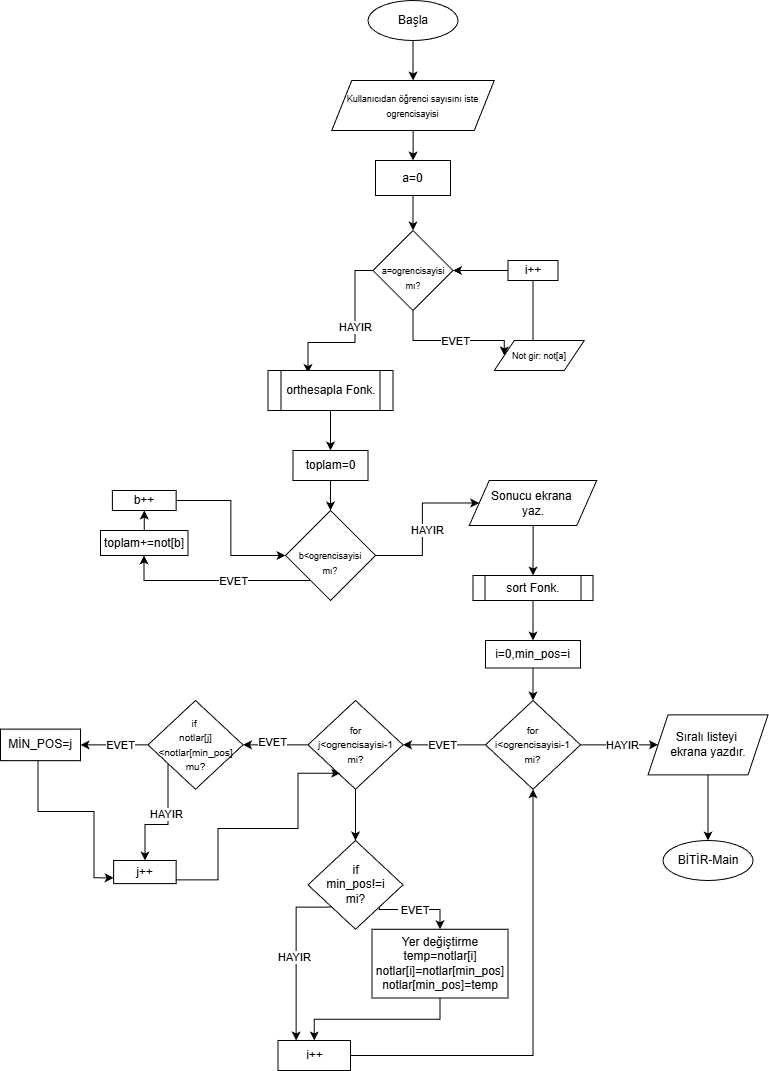 Başla
Kullanıcıdan öğrenci sayısını iste
ogrencisayisi
a=0
a=ogrencisayisi
mı?
i++
HAYIR
EVET
Not gir: not[a]
orthesapla Fonk.
toplam=0
b++
toplam+=not[b]
EVET
b<ogrencisayisi
mı?
HAYIR
Sonucu ekrana
yaz.
sort Fonk.
i=0,min_pos=i
for
i<ogrencisayisi-1
mi?
HAYIR
Sıralı listeyi
ekrana yazdır.
BİTİR-Main
EVET
for
j<ogrencisayisi-1
mi?
EVET
if
notlar[j]
<notlar[min_pos]
mu?
EVET
MİN_POS=j
HAYIR
j++
if
min_pos!=i
mi?
EVET
Yer değiştirme
temp=notlar[i]
notlar[i]=notlar[min_pos]
notlar[min_pos]=temp
HAYIR
i++